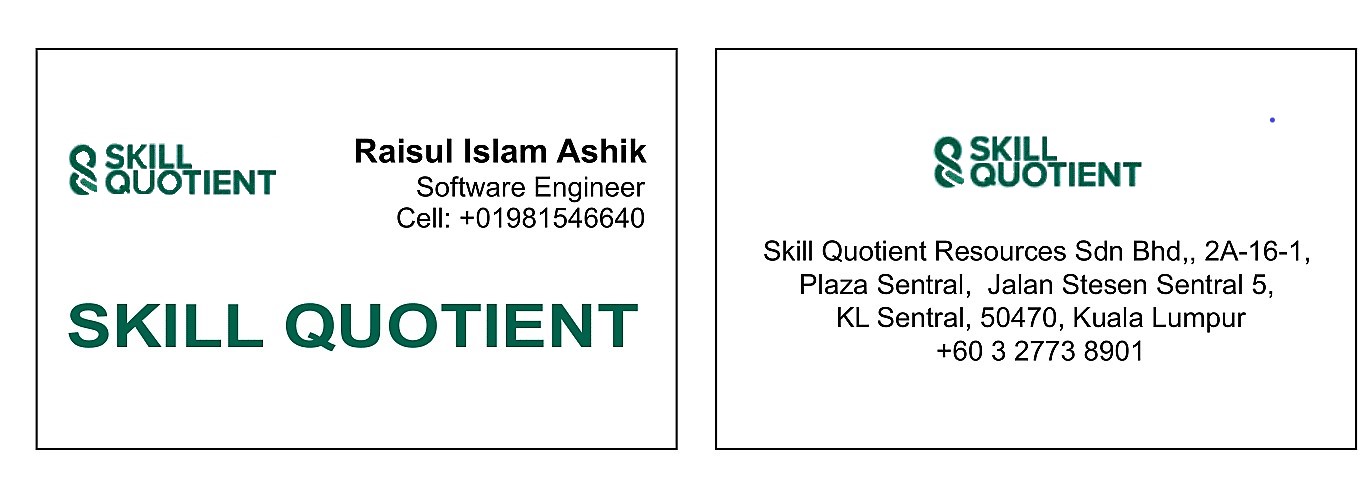 SKILL
QUOTIENT
Raisul Islam Ashik
Software Engineer
Cell: +01981546640
SKILL QUOTIENT
SKILL
QUOTIENT
Skill Quotient Resources Sdn Bhd,, 2A-16-1,
Plaza Sentral,  Jalan Stesen Sentral 5,
KL Sentral, 50470, Kuala Lumpur
+60 3 2773 8901